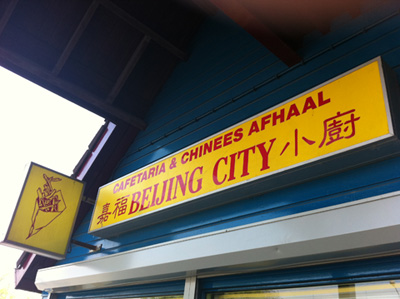 CAFETARIA & CHINEES AFHAAL
嘉福 BEIJING CITY 小廚